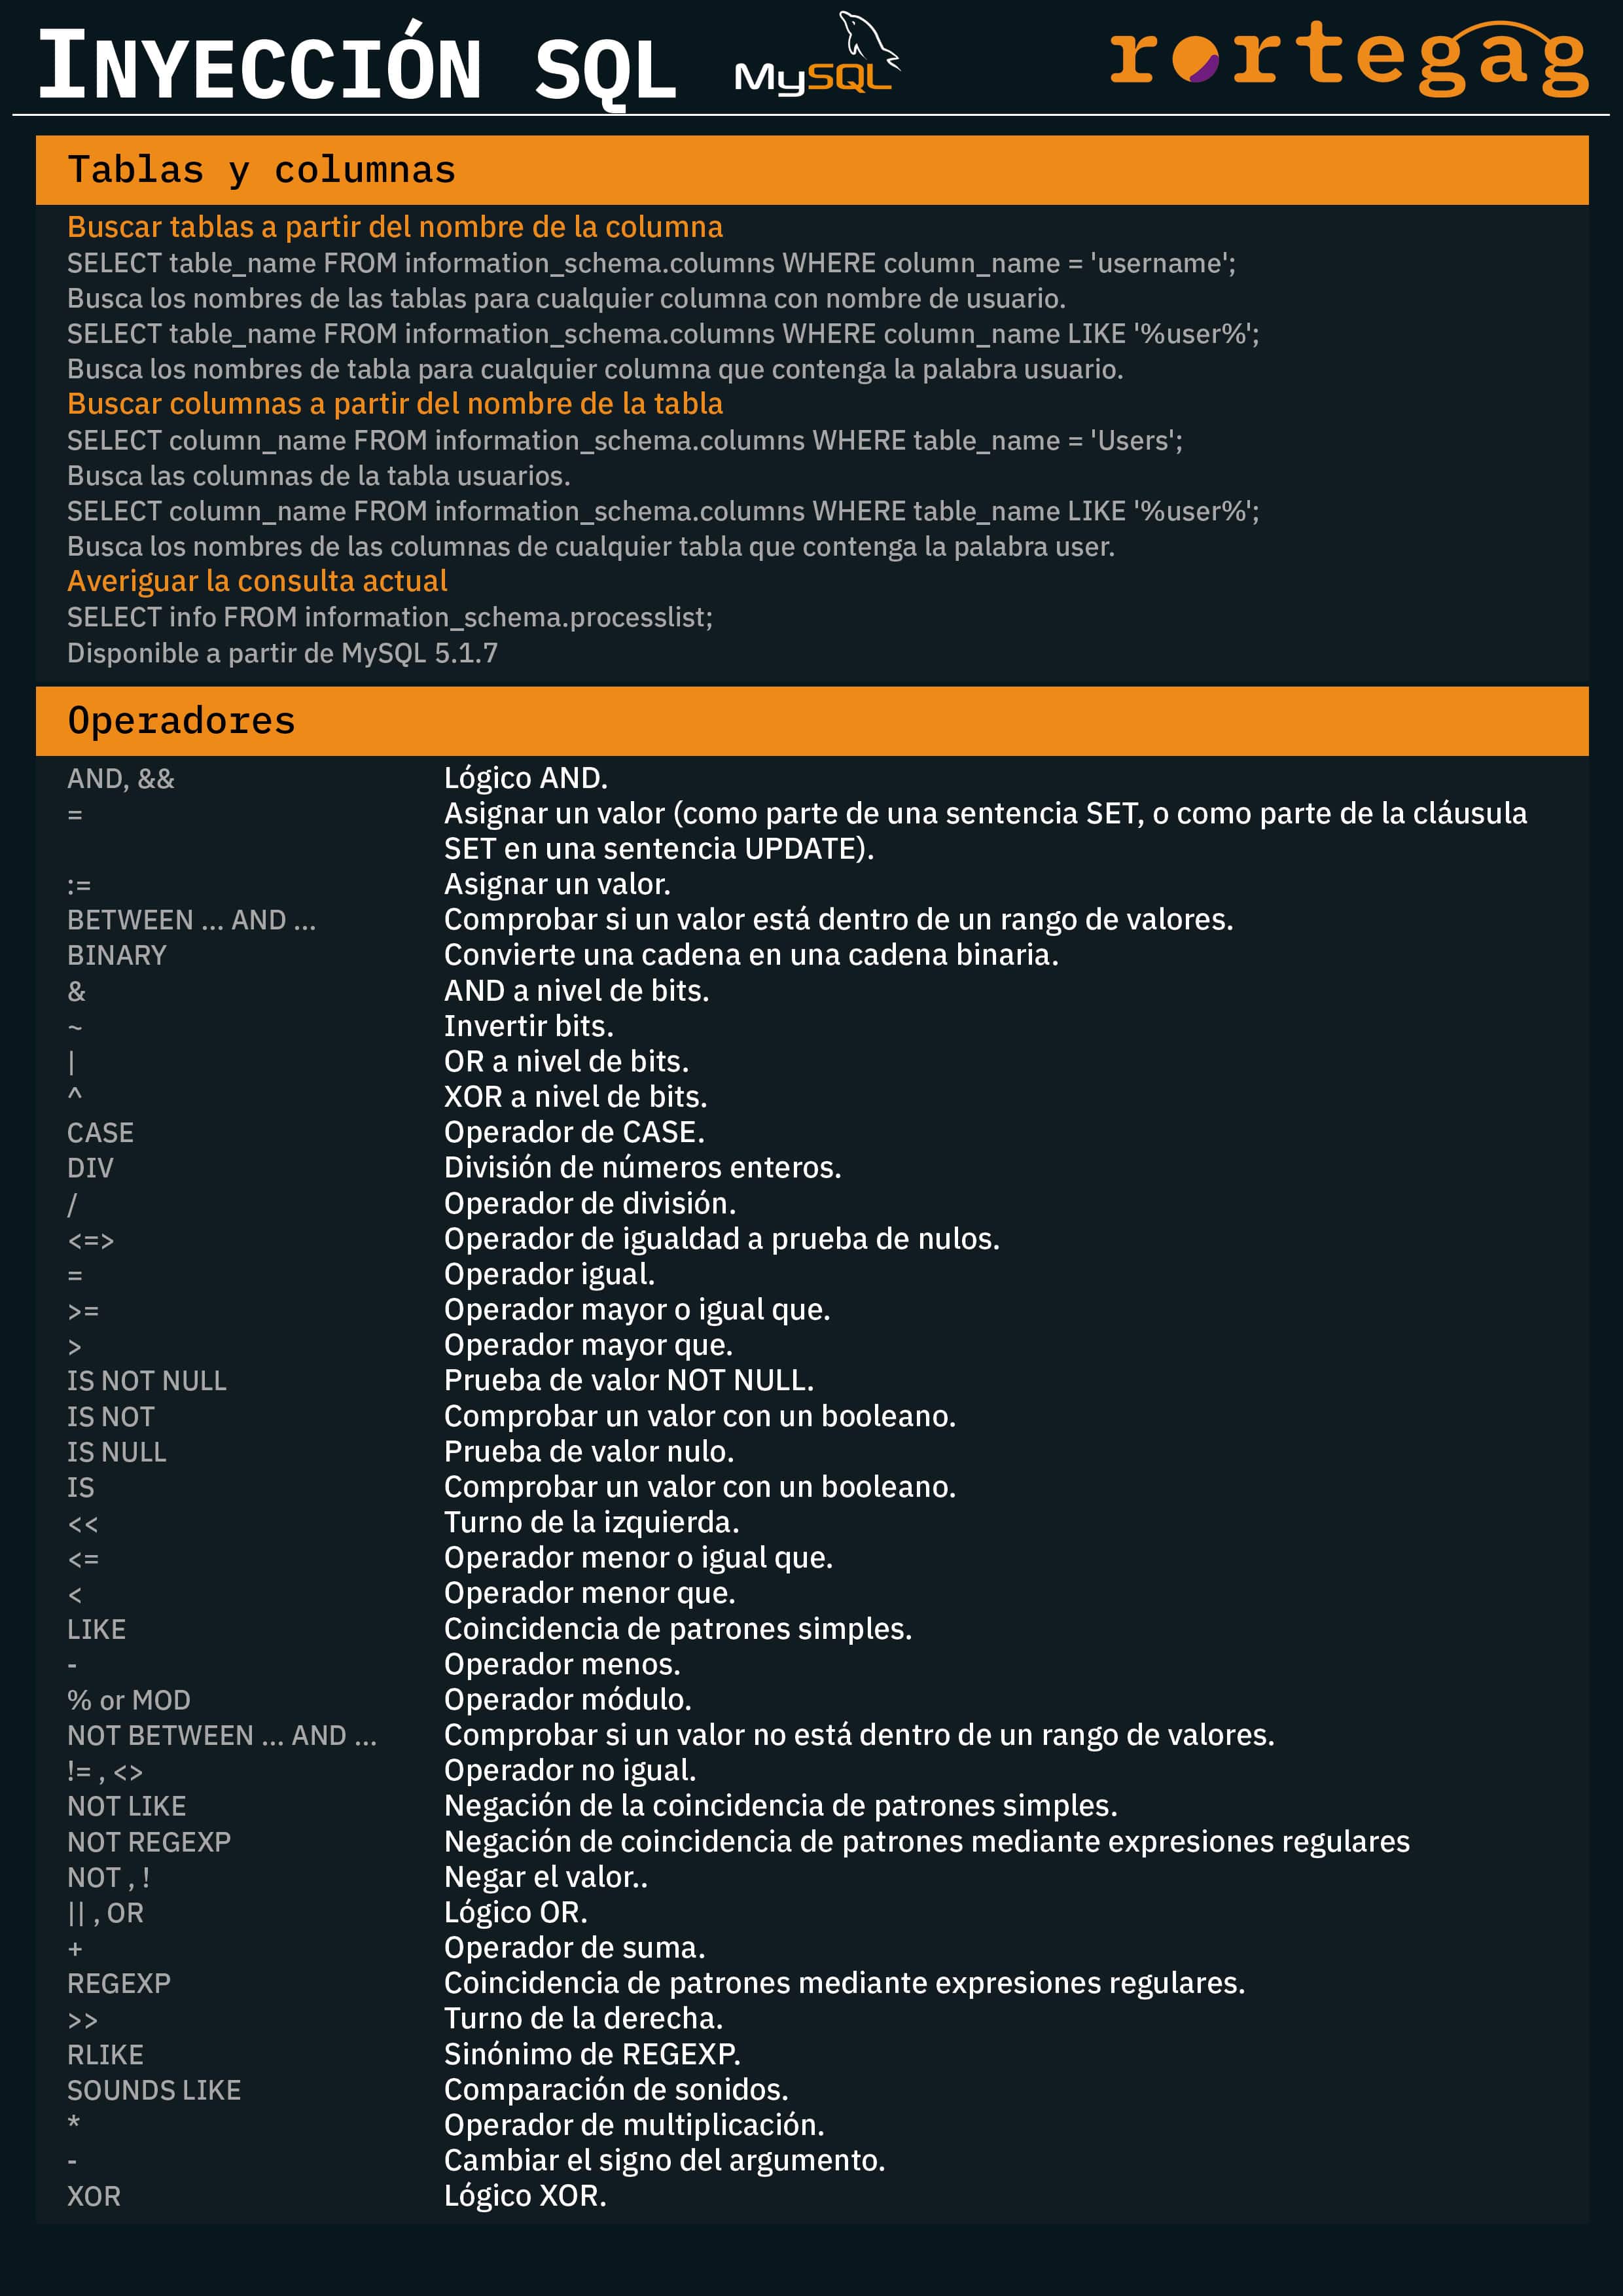 INYECCIÓN SQL
MySQL
rortegag
Tablas y columnas
Buscar tablas a partir del nombre de la columna
SELECT table_name FROM information_schema.columns WHERE column_name = 'username';
Busca los nombres de las tablas para cualquier columna con nombre de usuario.
SELECT table_name FROM information_schema.columns WHERE column_name LIKE '%user%';
Busca los nombres de tabla para cualquier columna que contenga la palabra usuario.
Buscar columnas a partir del nombre de la tabla
SELECT column_name FROM information_schema.columns WHERE table_name = 'Users';
Busca las columnas de la tabla usuarios.
SELECT column_name FROM information_schema.columns WHERE table_name LIKE '%user%';
Busca los nombres de las columnas de cualquier tabla que contenga la palabra user.
Averiguar la consulta actual
SELECT info FROM information_schema.processlist;
Disponible a partir de MySQL 5.1.7
Operadores
AND, && Lógico AND.
= Asignar un valor (como parte de una sentencia SET, o como parte de la cláusula
SET en una sentencia UPDATE).
:= Asignar un valor.
BETWEEN ... AND ... Comprobar si un valor está dentro de un rango de valores.
BINARY Convierte una cadena en una cadena binaria.
& AND a nivel de bits.
~ Invertir bits.
| OR a nivel de bits.
^ XOR a nivel de bits.
CASE Operador de CASE.
DIV División de números enteros.
/ Operador de división.
<=> Operador de igualdad a prueba de nulos.
= Operador igual.
>= Operador mayor o igual que.
> Operador mayor que.
IS NOT NULL Prueba de valor NOT NULL.
IS NOT Comprobar un valor con un booleano.
IS NULL Prueba de valor nulo.
IS Comprobar un valor con un booleano.
<< Turno de la izquierda.
<= Operador menor o igual que.
< Operador menor que.
LIKE Coincidencia de patrones simples.
- Operador menos.
% or MOD Operador módulo.
NOT BETWEEN ... AND ... Comprobar si un valor no está dentro de un rango de valores.
!= , <> Operador no igual.
NOT LIKE Negación de la coincidencia de patrones simples.
NOT REGEXP Negación de coincidencia de patrones mediante expresiones regulares
NOT , ! Negar el valor..
|| , OR Lógico OR.
+ Operador de suma.
REGEXP Coincidencia de patrones mediante expresiones regulares.
>> Turno de la derecha.
RLIKE Sinónimo de REGEXP.
SOUNDS LIKE Comparación de sonidos.
* Operador de multiplicación.
- Cambiar el signo del argumento.
XOR Lógico XOR.